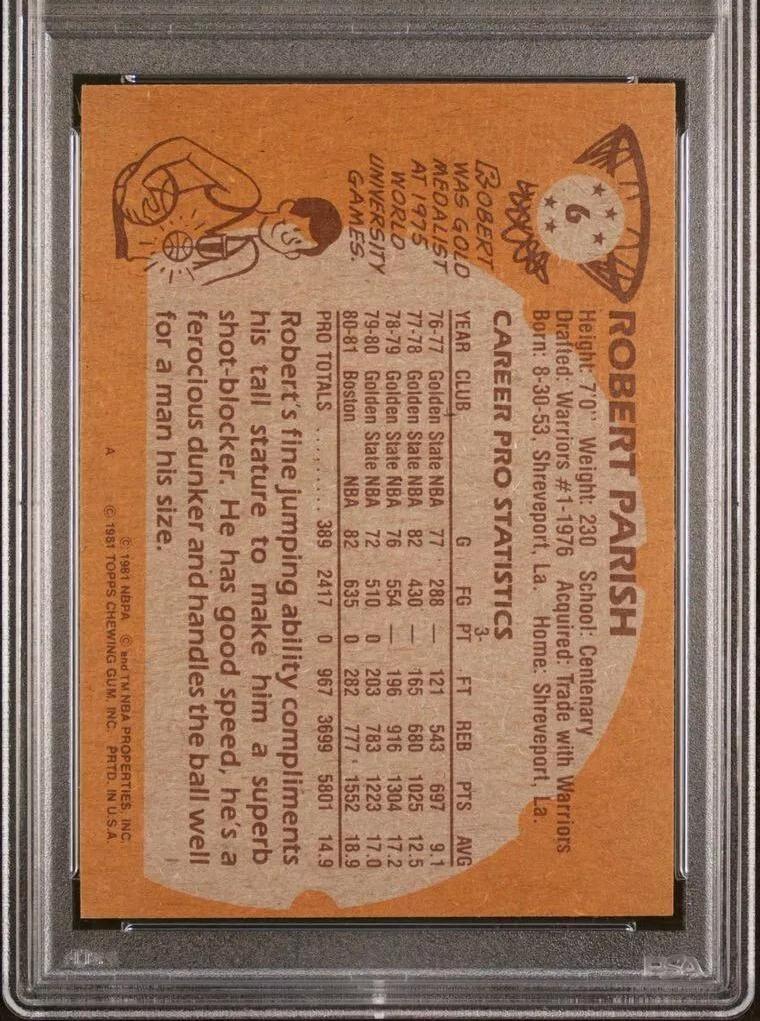 6
ROBERT PARISH
Height: 7'0" Weight: 230 School: Centenary
Drafted: Warriors #1-1976 Acquired: Trade with Warriors
Born: 8-30-53, Shreveport, La. Home: Shreveport, La.
ROBERT
WAS GOLD
MEDALIST
AT 1975
WORLD
UNIVERSITY
GAMES.
CAREER PRO STATISTICS
YEAR CLUB G FG 3-PT FT REB PTS AVG
76-77 Golden State NBA 77 288 — 121 543 697 9.1
77-78 Golden State NBA 82 430 — 165 680 1025 12.5
78-79 Golden State NBA 76 554 — 196 916 1304 17.2
79-80 Golden State NBA 72 510 0 203 783 1223 17.0
80-81 Boston NBA 82 635 0 282 777 1552 18.9
PRO TOTALS ......... 389 2417 0 967 3699 5801 14.9
Robert's fine jumping ability compliments
his tall stature to make him a superb
shot-blocker. He has good speed, he's a
ferocious dunker and handles the ball well
for a man his size.
© 1981 NBPA © and TM NBA PROPERTIES, INC.
A © 1981 TOPPS CHEWING GUM, INC. PRTD. IN U.S.A.
PSA